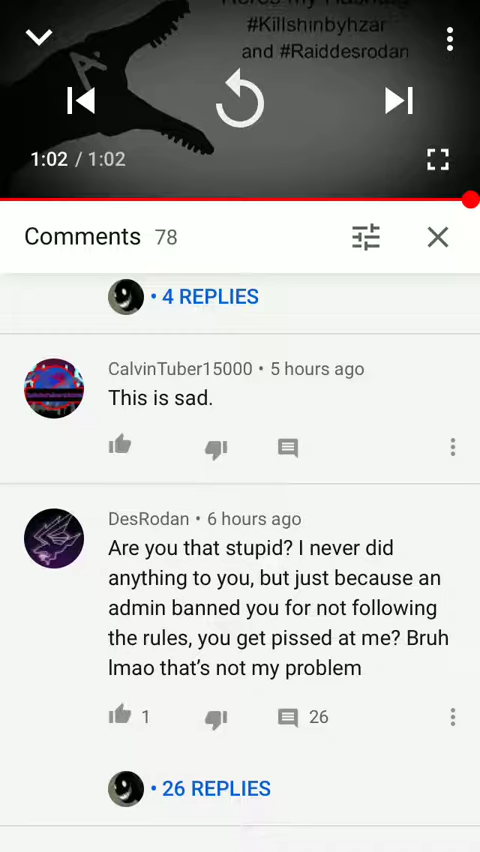 #Killshinbyhzar
and #Raiddesrodan
1:02 / 1:02
Comments 78
• 4 REPLIES
CalvinTuber15000 • 5 hours ago
This is sad.
DesRodan • 6 hours ago
Are you that stupid? I never did
anything to you, but just because an
admin banned you for not following
the rules, you get pissed at me? Bruh
lmao that’s not my problem
1 26
• 26 REPLIES